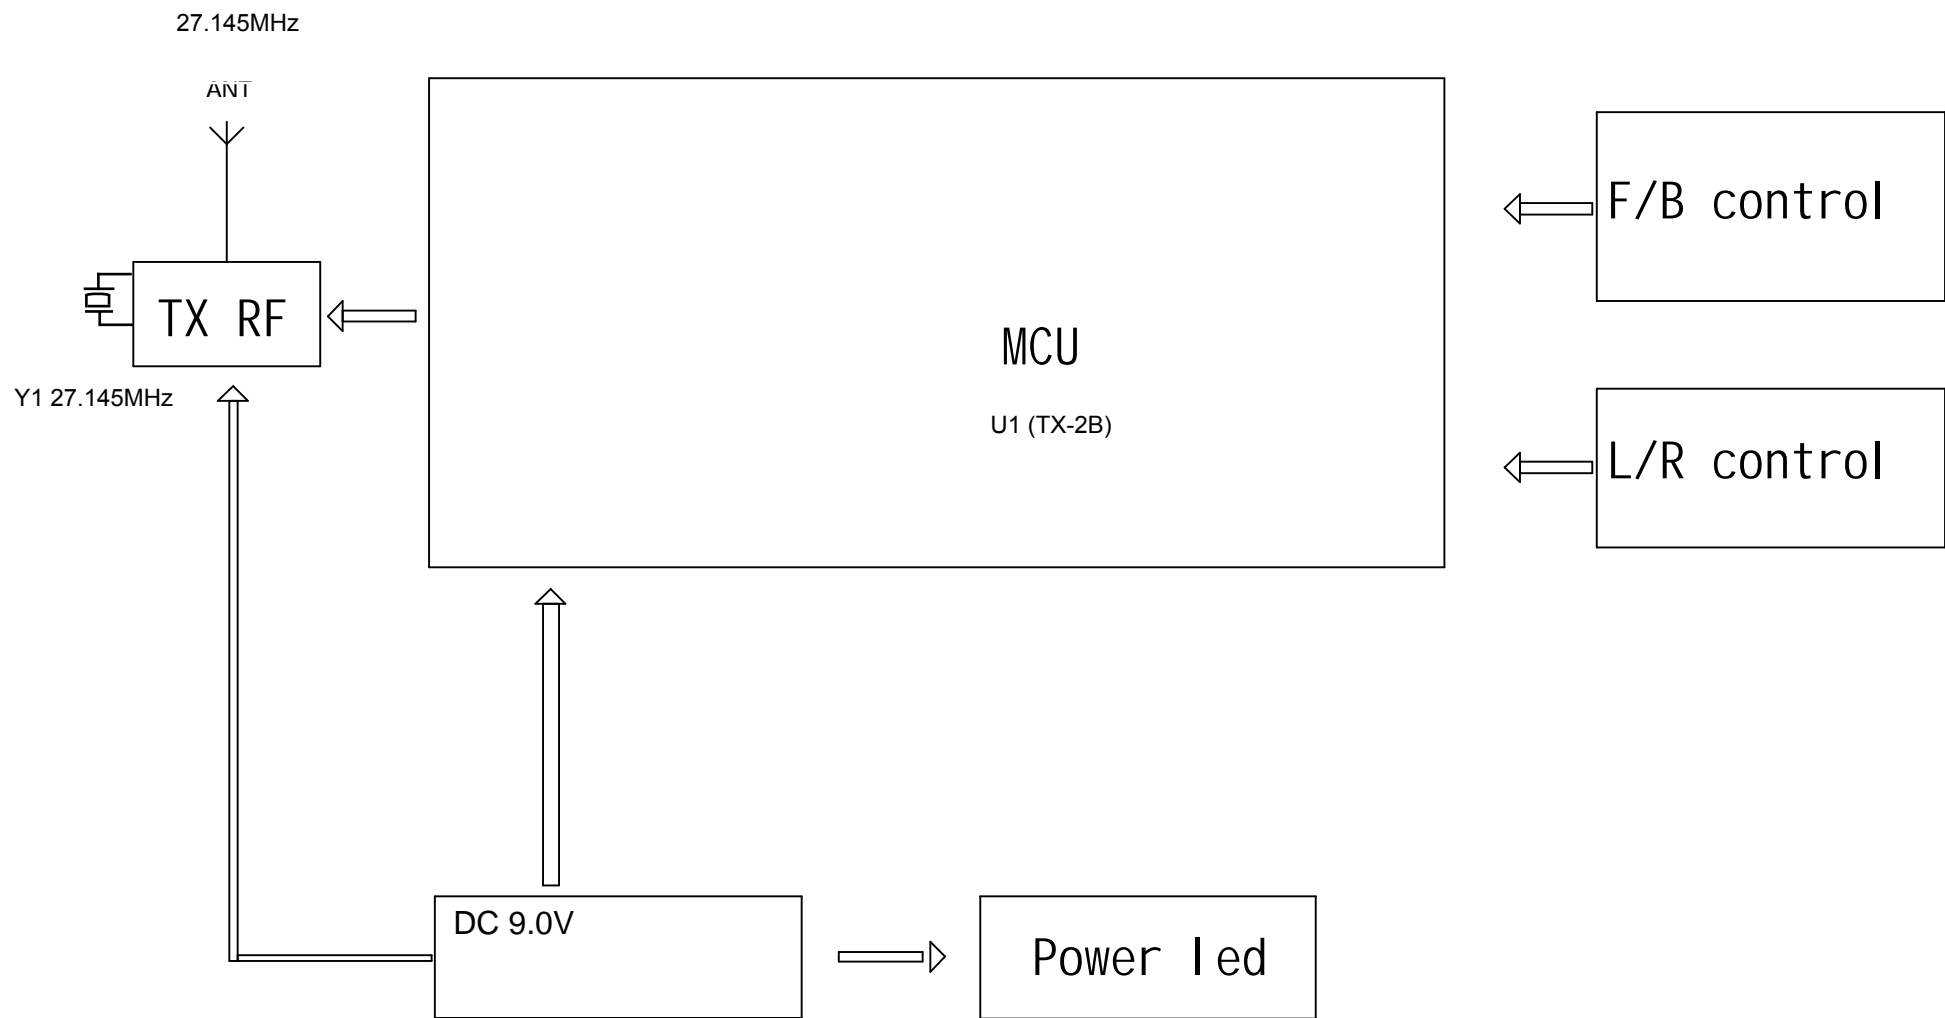 27.145MHz
ANT
F/B control
TX RF
MCU
Y1 27.145MHz
U1 (TX-2B)
L/R control
DC 9.0V
Power led